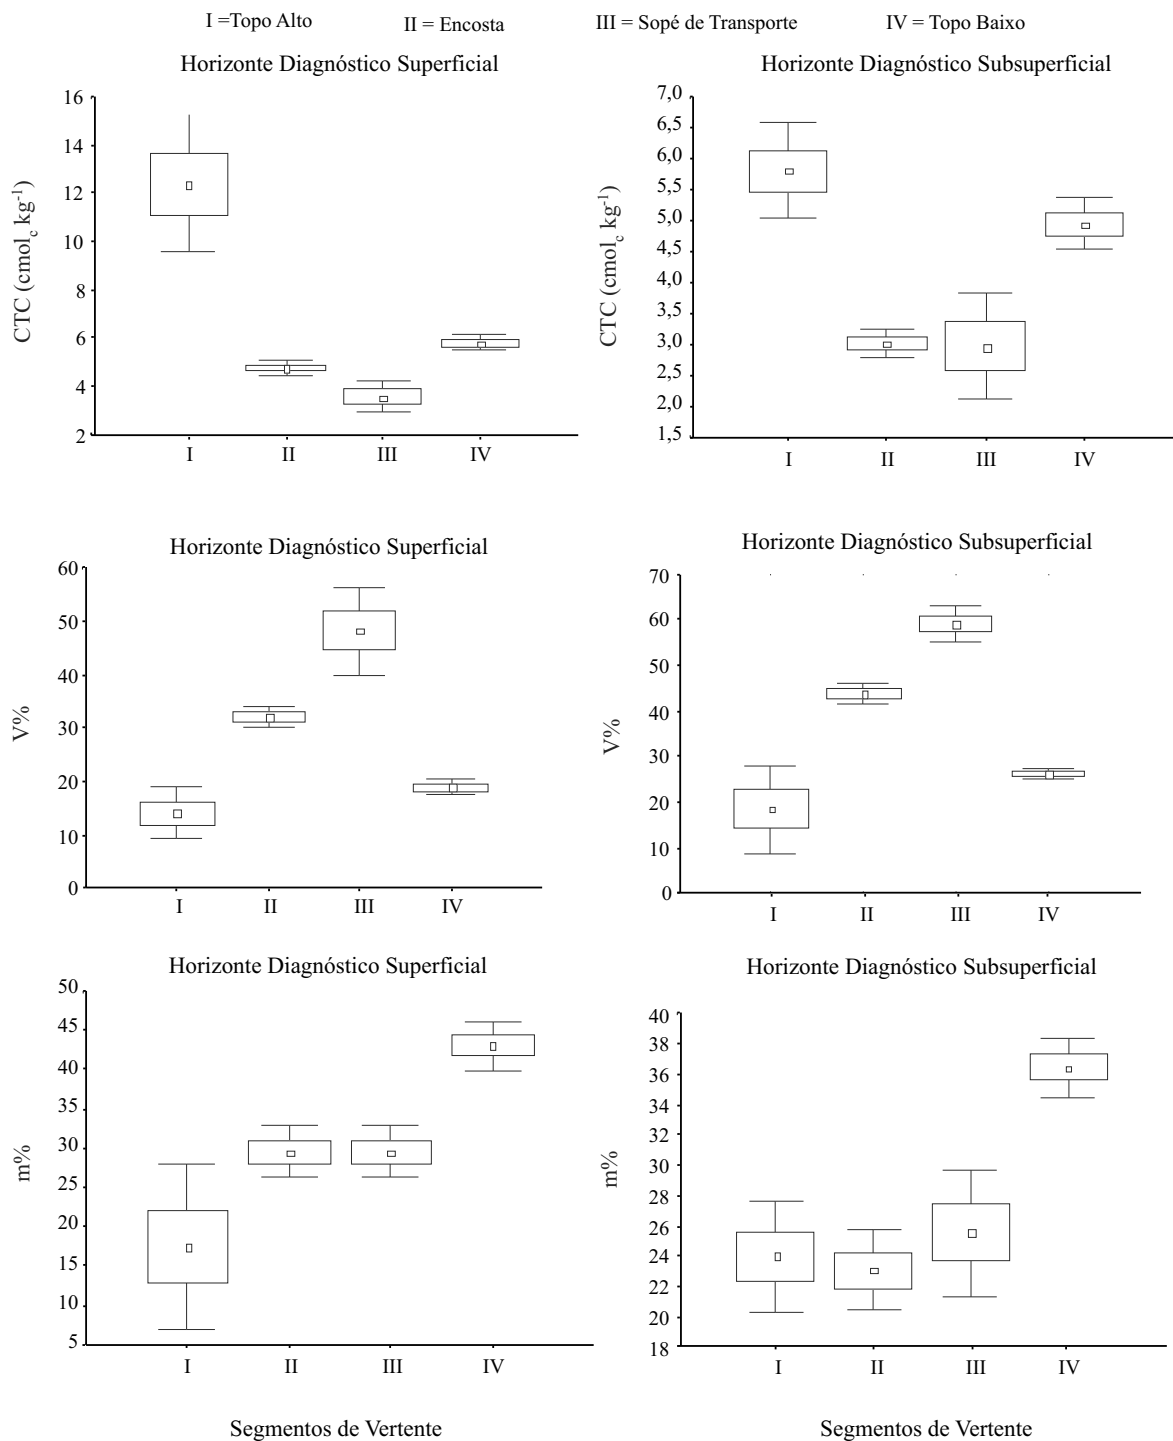 I =Topo Alto II = Encosta III = Sopé de Transporte IV = Topo Baixo
Horizonte Diagnóstico Superficial
CTC (cmol_c kg⁻¹)
16
14
12
10
8
6
4
2
I II III IV
Horizonte Diagnóstico Subsuperficial
CTC (cmol_c kg⁻¹)
7,0
6,5
6,0
5,5
5,0
4,5
4,0
3,5
3,0
2,5
2,0
1,5
I II III IV
Horizonte Diagnóstico Superficial
V%
60
50
40
30
20
10
0
I II III IV
Horizonte Diagnóstico Subsuperficial
V%
70
60
50
40
30
20
10
0
I II III IV
Horizonte Diagnóstico Superficial
m%
50
45
40
35
30
25
20
15
10
5
I II III IV
Segmentos de Vertente
Horizonte Diagnóstico Subsuperficial
m%
40
38
36
34
32
30
28
26
24
22
20
18
I II III IV
Segmentos de Vertente